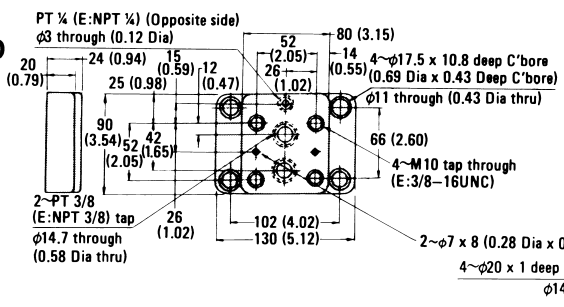 PT ¼ (E:NPT ¼) (Opposite side)
φ3 through (0.12 Dia)
80 (3.15)
52
(2.05)
14
(0.55)
20
(0.79)
24 (0.94)
15
(0.59)
12
(0.47)
26
(1.02)
25 (0.98)
4~φ17.5 x 10.8 deep C'bore
(0.69 Dia x 0.43 Deep C'bore)
φ11 through (0.43 Dia thru)
90
(3.54)
52
(2.05)
42
(1.65)
66 (2.60)
4~M10 tap through
(E:3/8–16UNC)
2~PT 3/8
(E:NPT 3/8) tap
φ14.7 through
(0.58 Dia thru)
26
(1.02)
102 (4.02)
130 (5.12)
2~φ7 x 8 (0.28 Dia x 0
4~φ20 x 1 deep
φ14